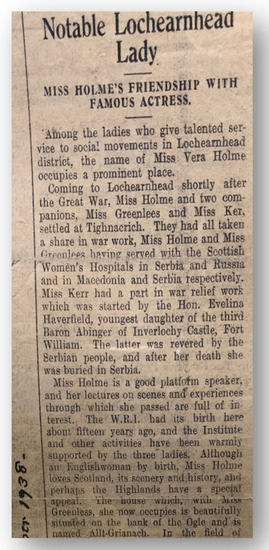 Notable Lochearnhead
Lady.
MISS HOLME'S FRIENDSHIP WITH
FAMOUS ACTRESS.
Among the ladies who give talented ser-
vice to social movements in Lochearnhead
district, the name of Miss Vera Holme
occupies a prominent place.
Coming to Lochearnhead shortly after
the Great War, Miss Holme and two com-
panions, Miss Greenlees and Miss Ker,
settled at Tighnacrich. They had all taken
a share in war work, Miss Holme and Miss
Greenlees having served with the Scottish
Women's Hospitals in Serbia and Russia
and in Macedonia and Serbia respectively.
Miss Kerr had a part in war relief work
which was started by the Hon. Evelina
Haverfield, youngest daughter of the third
Baron Abinger of Inverlochy Castle, Fort
William. The latter was revered by the
Serbian people, and after her death she
was buried in Serbia.
Miss Holme is a good platform speaker,
and her lectures on scenes and experiences
through which she passed are full of in-
terest. The W.R.I. had its birth here
about fifteen years ago, and the Institute
and other activities have been warmly
supported by the three ladies. Although
an Englishwoman by birth, Miss Holme
loves Scotland, its scenery and history, and
perhaps the Highlands have a special
appeal. The house which, with Miss
Greenless, she now occupies is beautifully
situated on the bank of the Ogle and is
named Allt-Grianach. In the field of
1938-